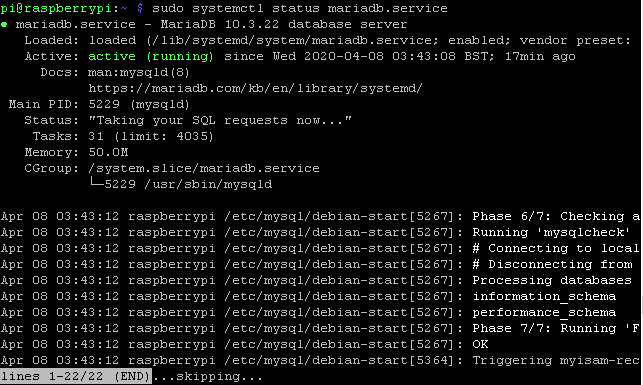 pi@raspberrypi:~ $ sudo systemctl status mariadb.service
● mariadb.service - MariaDB 10.3.22 database server
   Loaded: loaded (/lib/systemd/system/mariadb.service; enabled; vendor preset:
   Active: active (running) since Wed 2020-04-08 03:43:08 BST; 17min ago
     Docs: man:mysqld(8)
           https://mariadb.com/kb/en/library/systemd/
 Main PID: 5229 (mysqld)
   Status: "Taking your SQL requests now..."
    Tasks: 31 (limit: 4035)
   Memory: 50.0M
   CGroup: /system.slice/mariadb.service
           └─5229 /usr/sbin/mysqld

Apr 08 03:43:12 raspberrypi /etc/mysql/debian-start[5267]: Phase 6/7: Checking a
Apr 08 03:43:12 raspberrypi /etc/mysql/debian-start[5267]: Running 'mysqlcheck'
Apr 08 03:43:12 raspberrypi /etc/mysql/debian-start[5267]: # Connecting to local
Apr 08 03:43:12 raspberrypi /etc/mysql/debian-start[5267]: # Disconnecting from
Apr 08 03:43:12 raspberrypi /etc/mysql/debian-start[5267]: Processing databases
Apr 08 03:43:12 raspberrypi /etc/mysql/debian-start[5267]: information_schema
Apr 08 03:43:12 raspberrypi /etc/mysql/debian-start[5267]: performance_schema
Apr 08 03:43:12 raspberrypi /etc/mysql/debian-start[5267]: Phase 7/7: Running 'F
Apr 08 03:43:12 raspberrypi /etc/mysql/debian-start[5267]: OK
Apr 08 03:43:12 raspberrypi /etc/mysql/debian-start[5364]: Triggering myisam-rec
lines 1-22/22 (END)...skipping...